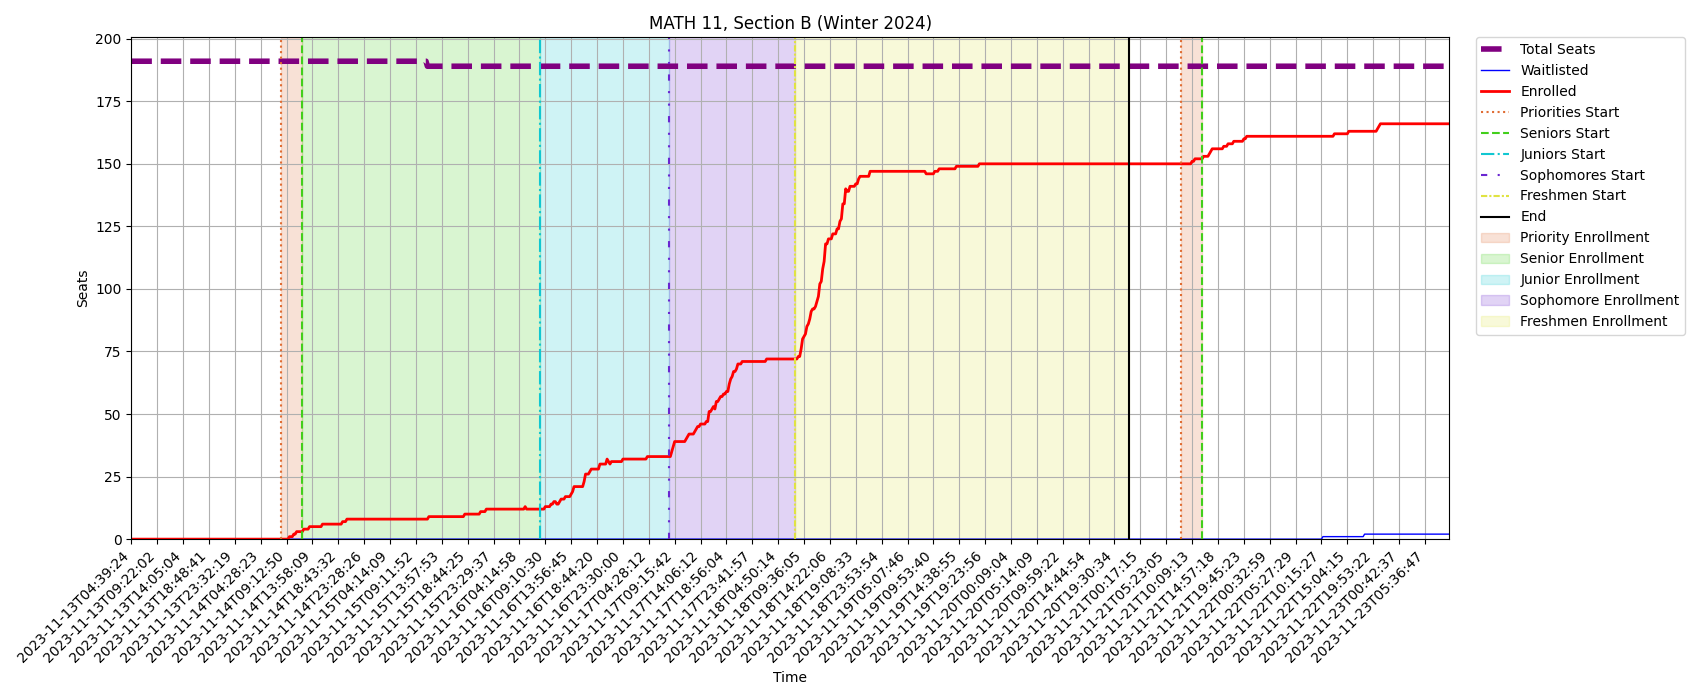 MATH 11, Section B (Winter 2024)
200
175
150
125
100
75
50
25
0
Seats
2023-11-13T04:39:24
2023-11-13T09:22:02
2023-11-13T14:05:04
2023-11-13T18:48:41
2023-11-13T23:32:19
2023-11-14T04:28:23
2023-11-14T09:12:50
2023-11-14T13:58:09
2023-11-14T18:43:32
2023-11-14T23:28:26
2023-11-15T04:14:09
2023-11-15T09:11:52
2023-11-15T13:57:53
2023-11-15T18:44:25
2023-11-15T23:29:37
2023-11-16T04:14:58
2023-11-16T09:10:30
2023-11-16T13:56:45
2023-11-16T18:44:20
2023-11-16T23:30:00
2023-11-17T04:28:12
2023-11-17T09:15:42
2023-11-17T14:06:12
2023-11-17T18:56:04
2023-11-17T23:41:57
2023-11-18T04:50:14
2023-11-18T09:36:05
2023-11-18T14:22:06
2023-11-18T19:08:33
2023-11-18T23:53:54
2023-11-19T05:07:46
2023-11-19T09:53:40
2023-11-19T14:38:55
2023-11-19T19:23:56
2023-11-20T00:09:04
2023-11-20T05:14:09
2023-11-20T09:59:22
2023-11-20T14:44:54
2023-11-20T19:30:34
2023-11-21T00:17:15
2023-11-21T05:23:05
2023-11-21T10:09:13
2023-11-21T14:57:18
2023-11-21T19:45:23
2023-11-22T00:32:59
2023-11-22T05:27:29
2023-11-22T10:15:27
2023-11-22T15:04:15
2023-11-22T19:53:22
2023-11-23T00:42:37
2023-11-23T05:36:47
Time
Total Seats
Waitlisted
Enrolled
Priorities Start
Seniors Start
Juniors Start
Sophomores Start
Freshmen Start
End
Priority Enrollment
Senior Enrollment
Junior Enrollment
Sophomore Enrollment
Freshmen Enrollment